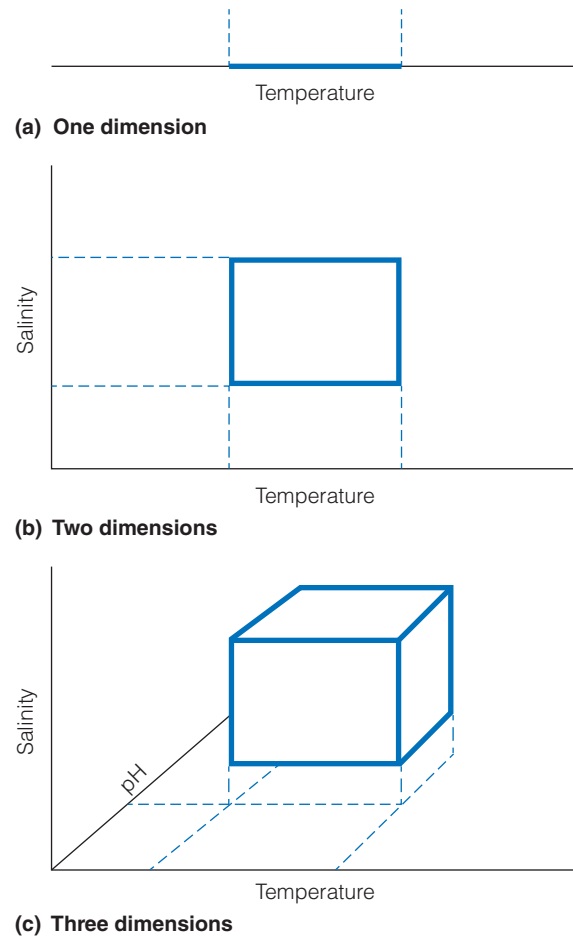 Temperature
(a) One dimension
Salinity
Temperature
(b) Two dimensions
Salinity
pH
Temperature
(c) Three dimensions